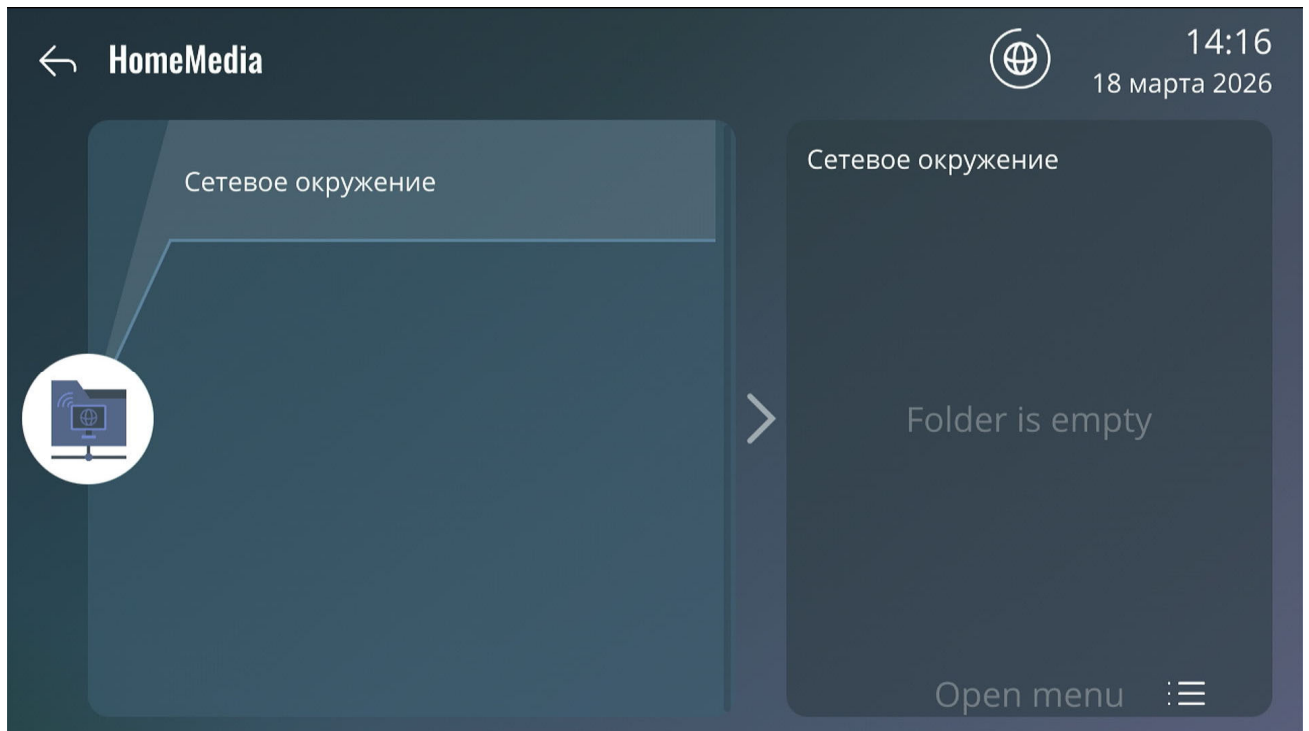 HomeMedia
14:16
18 марта 2026
Сетевое окружение
Сетевое окружение
Folder is empty
Open menu